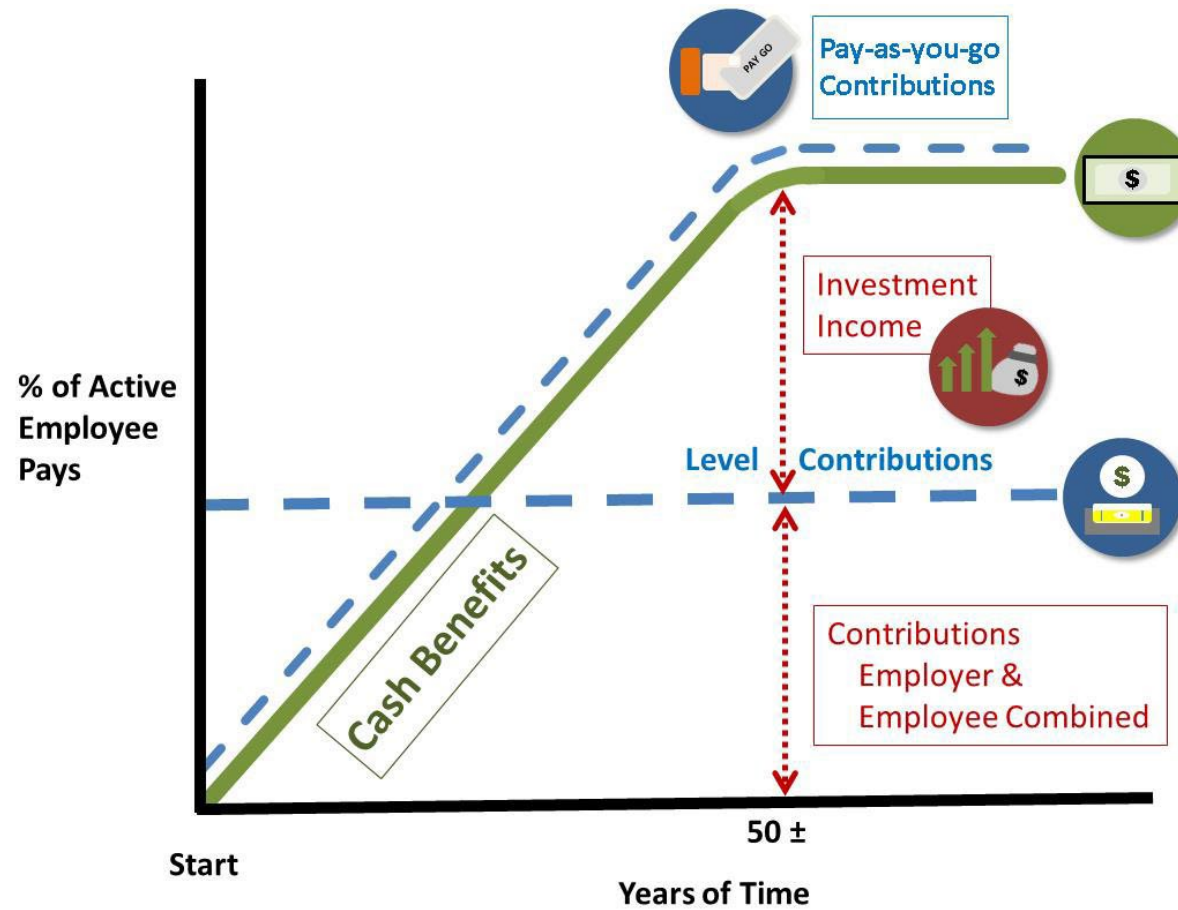 PAY GO
Pay-as-you-go
Contributions
$
Investment
Income
$
% of Active
Employee
Pays
Level Contributions
$
Cash Benefits
Contributions
Employer &
Employee Combined
50 ±
Start
Years of Time